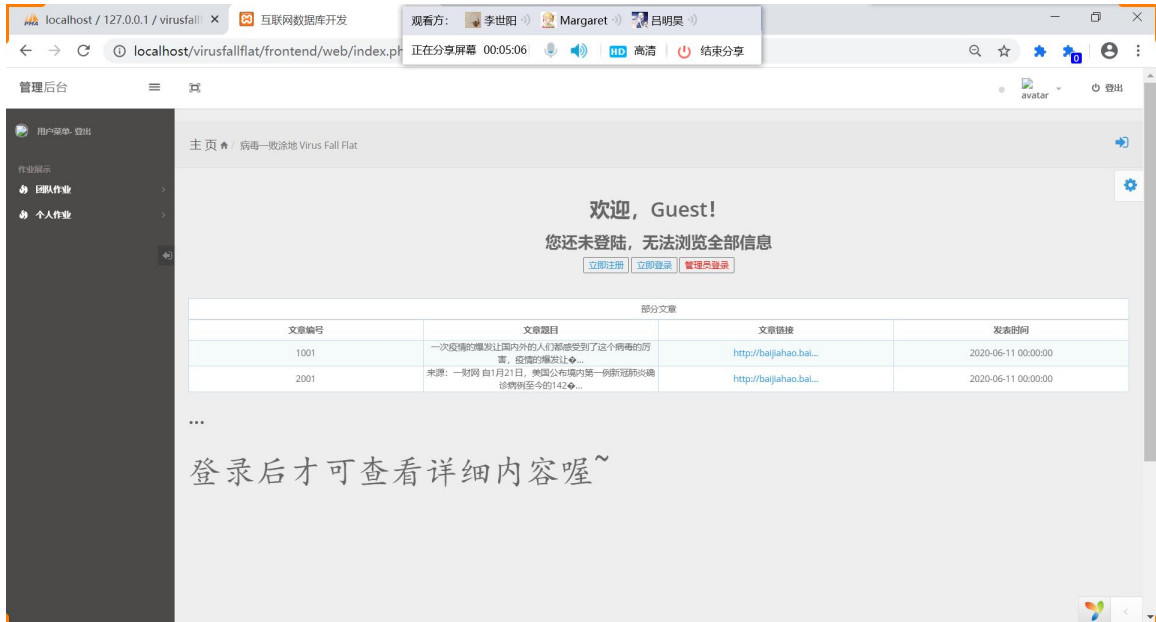 localhost / 127.0.0.1 / virusfall
互联网数据库开发
观看方： 李世阳 Margaret 吕明昊
localhost/virusfallflat/frontend/web/index.ph
正在分享屏幕 00:05:06 HD 高清 结束分享
0
管理后台
avatar
登出
用户菜单- 登出
主 页 / 病毒一败涂地 Virus Fall Flat
作业展示
团队作业
个人作业
欢迎，Guest!
您还未登陆，无法浏览全部信息
立即注册 立即登录 管理员登录
部分文章
文章编号 文章题目 文章链接 发表时间
1001 一次疫情的爆发让国内外的人们都感受到了这个病毒的厉
害，疫情的爆发让�... http://baijiahao.bai... 2020-06-11 00:00:00
2001 来源：一财网 自1月21日，美国公布境内第一例新冠肺炎确
诊病例至今的142�... http://baijiahao.bai... 2020-06-11 00:00:00
...
登录后才可查看详细内容喔~